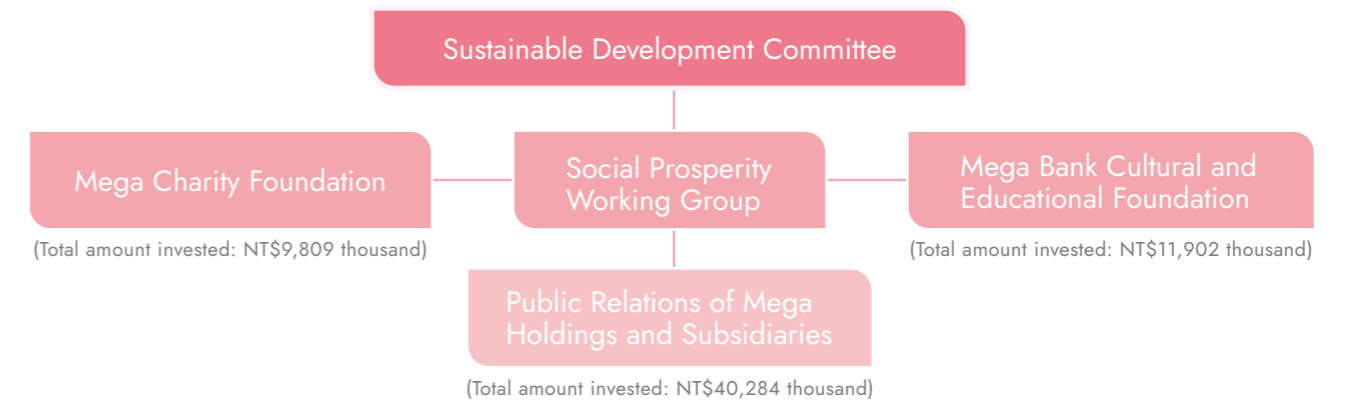 Sustainable Development Committee
Mega Charity Foundation
(Total amount invested: NT$9,809 thousand)
Social Prosperity
Working Group
Mega Bank Cultural and
Educational Foundation
(Total amount invested: NT$11,902 thousand)
Public Relations of Mega
Holdings and Subsidiaries
(Total amount invested: NT$40,284 thousand)